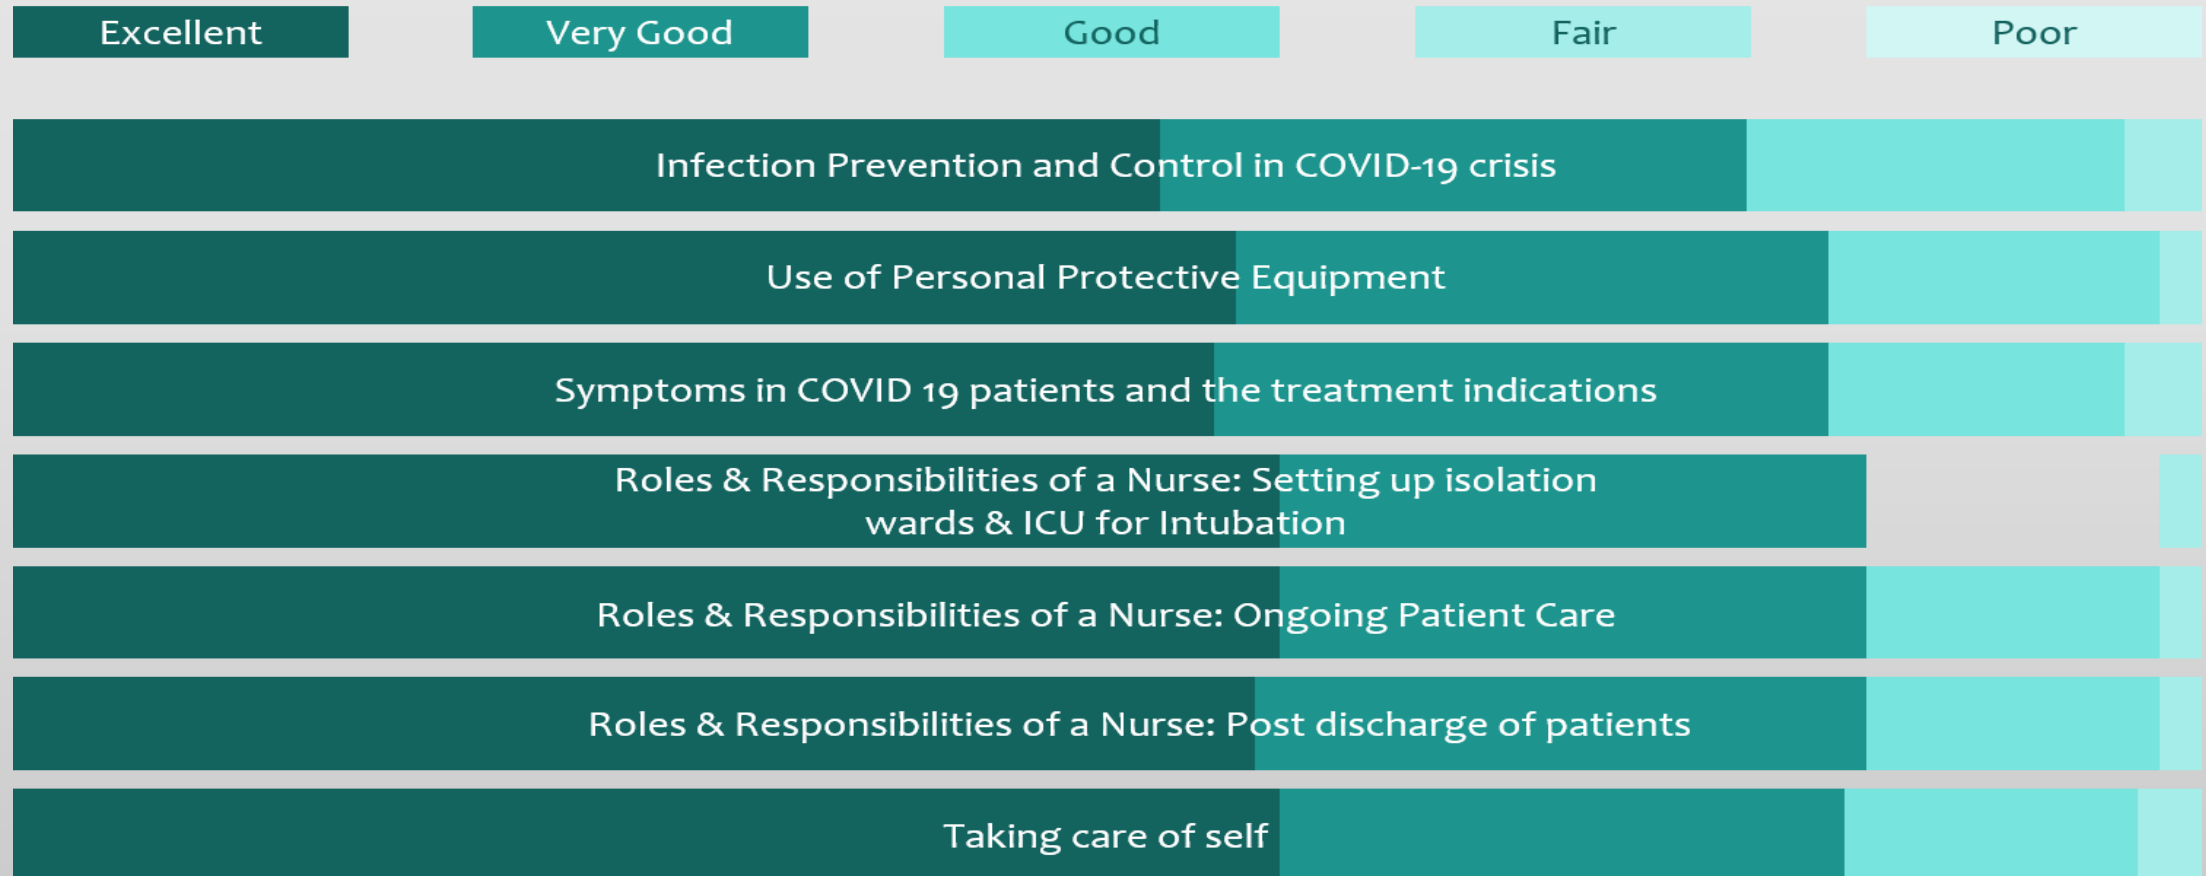 Excellent
Very Good
Good
Fair
Poor
Infection Prevention and Control in COVID-19 crisis
Use of Personal Protective Equipment
Symptoms in COVID 19 patients and the treatment indications
Roles & Responsibilities of a Nurse: Setting up isolation
wards & ICU for Intubation
Roles & Responsibilities of a Nurse: Ongoing Patient Care
Roles & Responsibilities of a Nurse: Post discharge of patients
Taking care of self